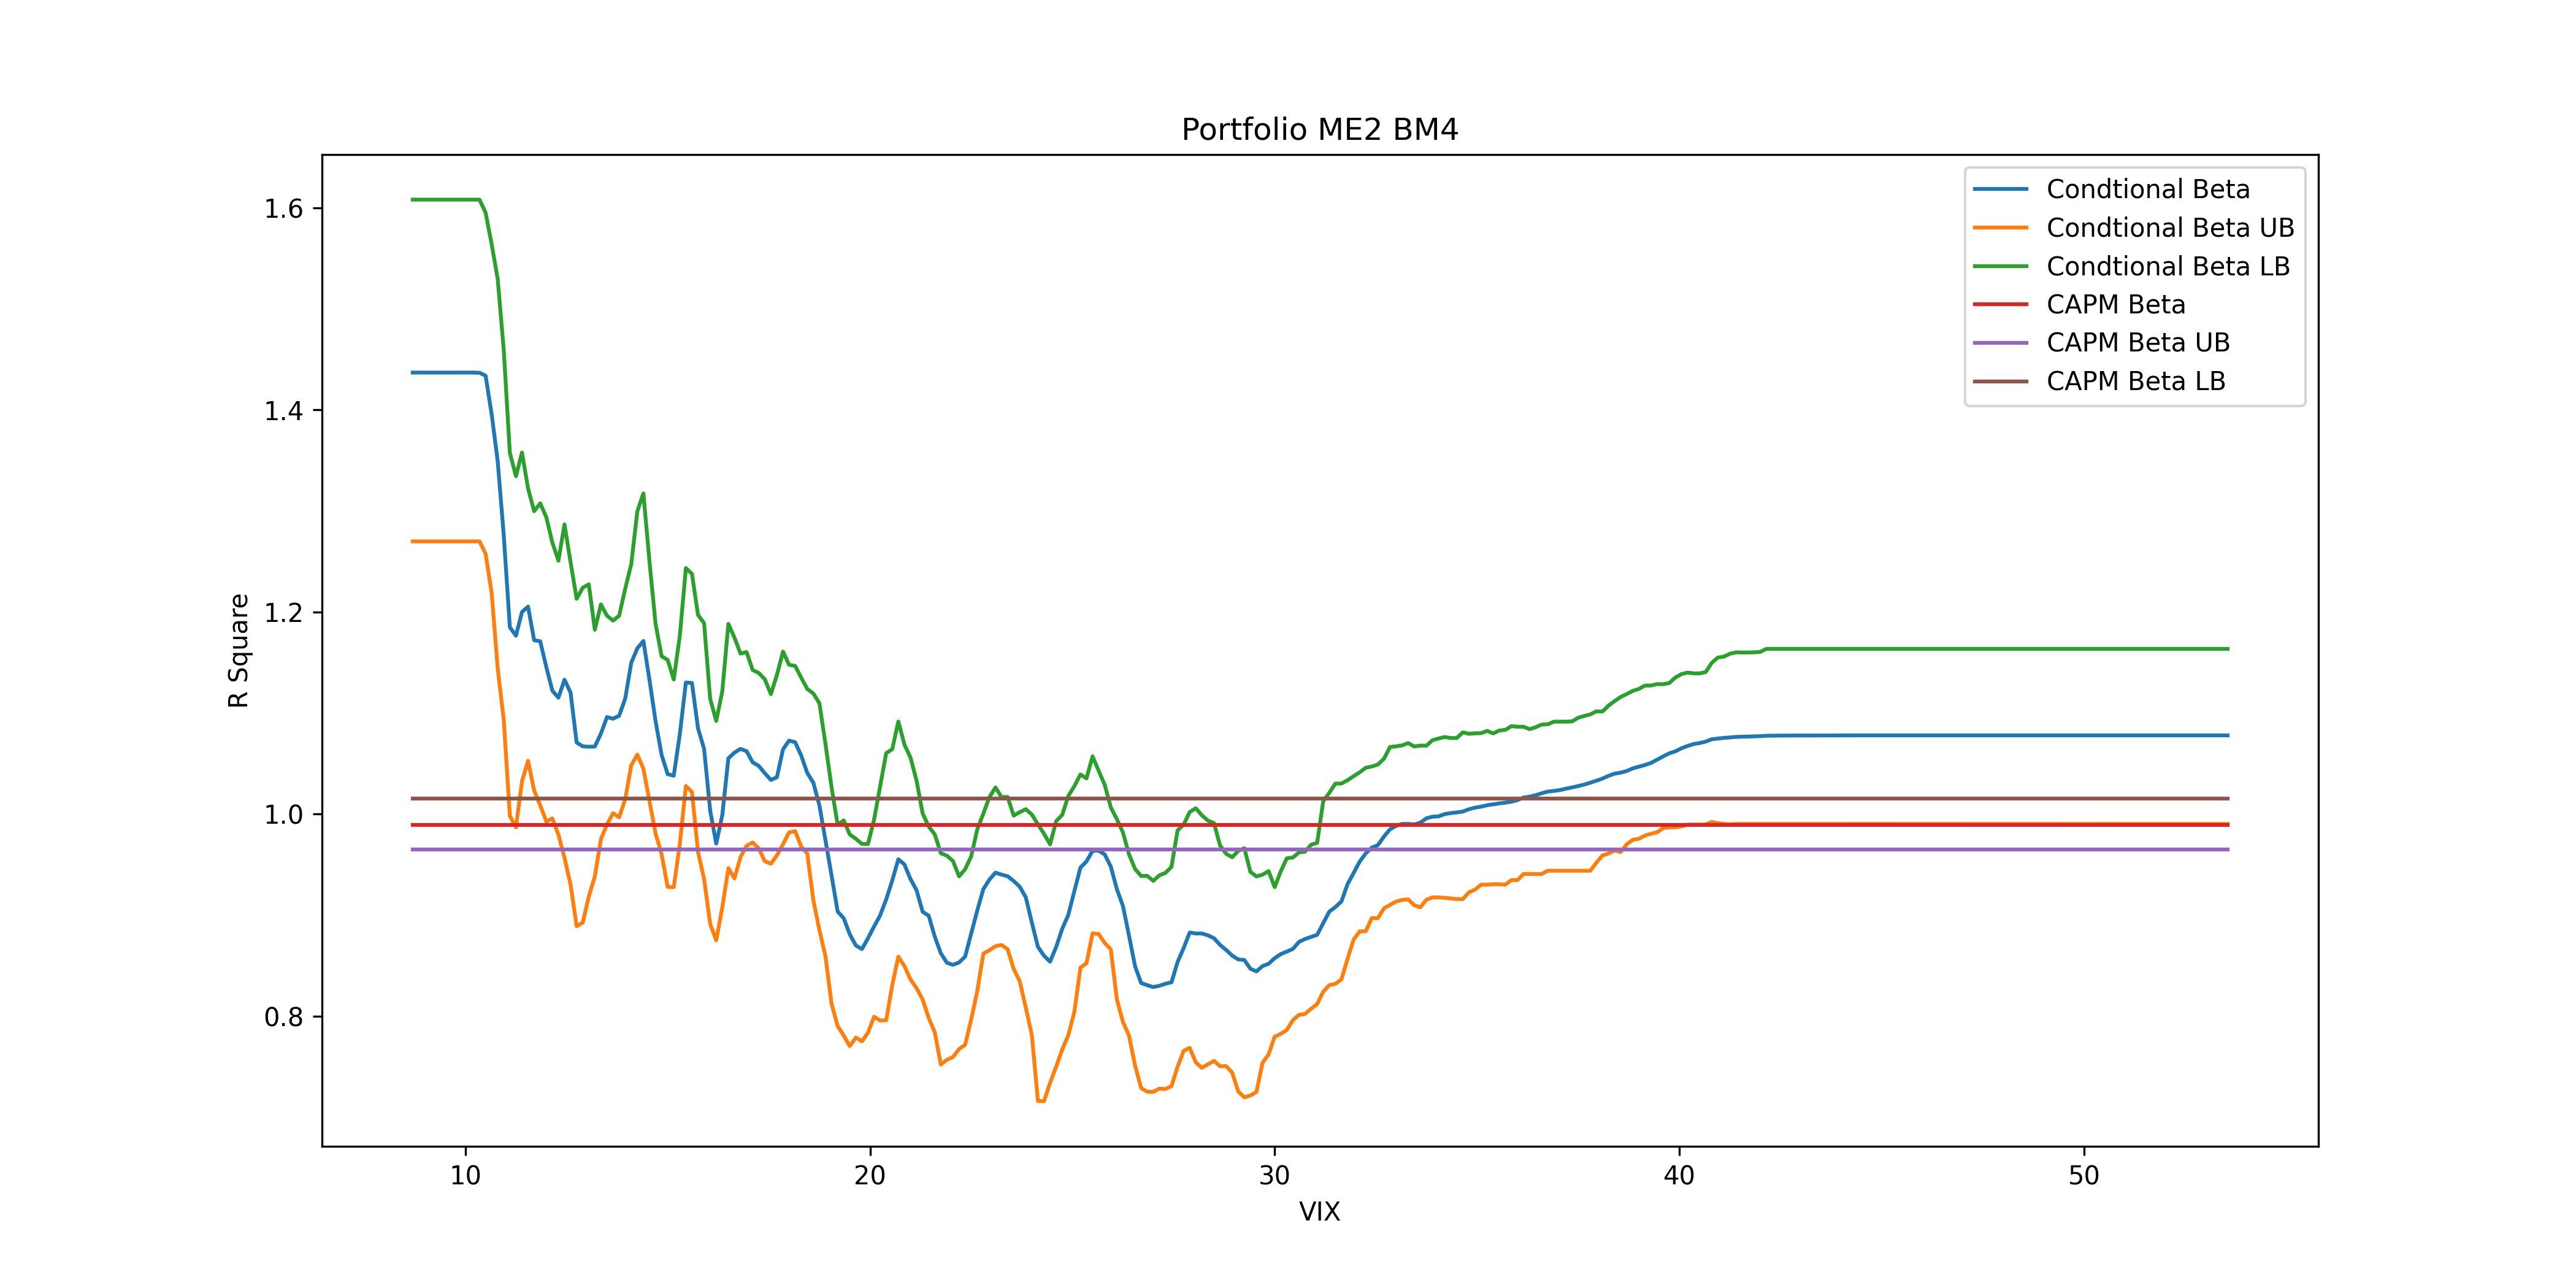 Portfolio ME2 BM4
Condtional Beta
Condtional Beta UB
Condtional Beta LB
CAPM Beta
CAPM Beta UB
CAPM Beta LB
R Square
1.6
1.4
1.2
1.0
0.8
10 20 30 40 50
VIX